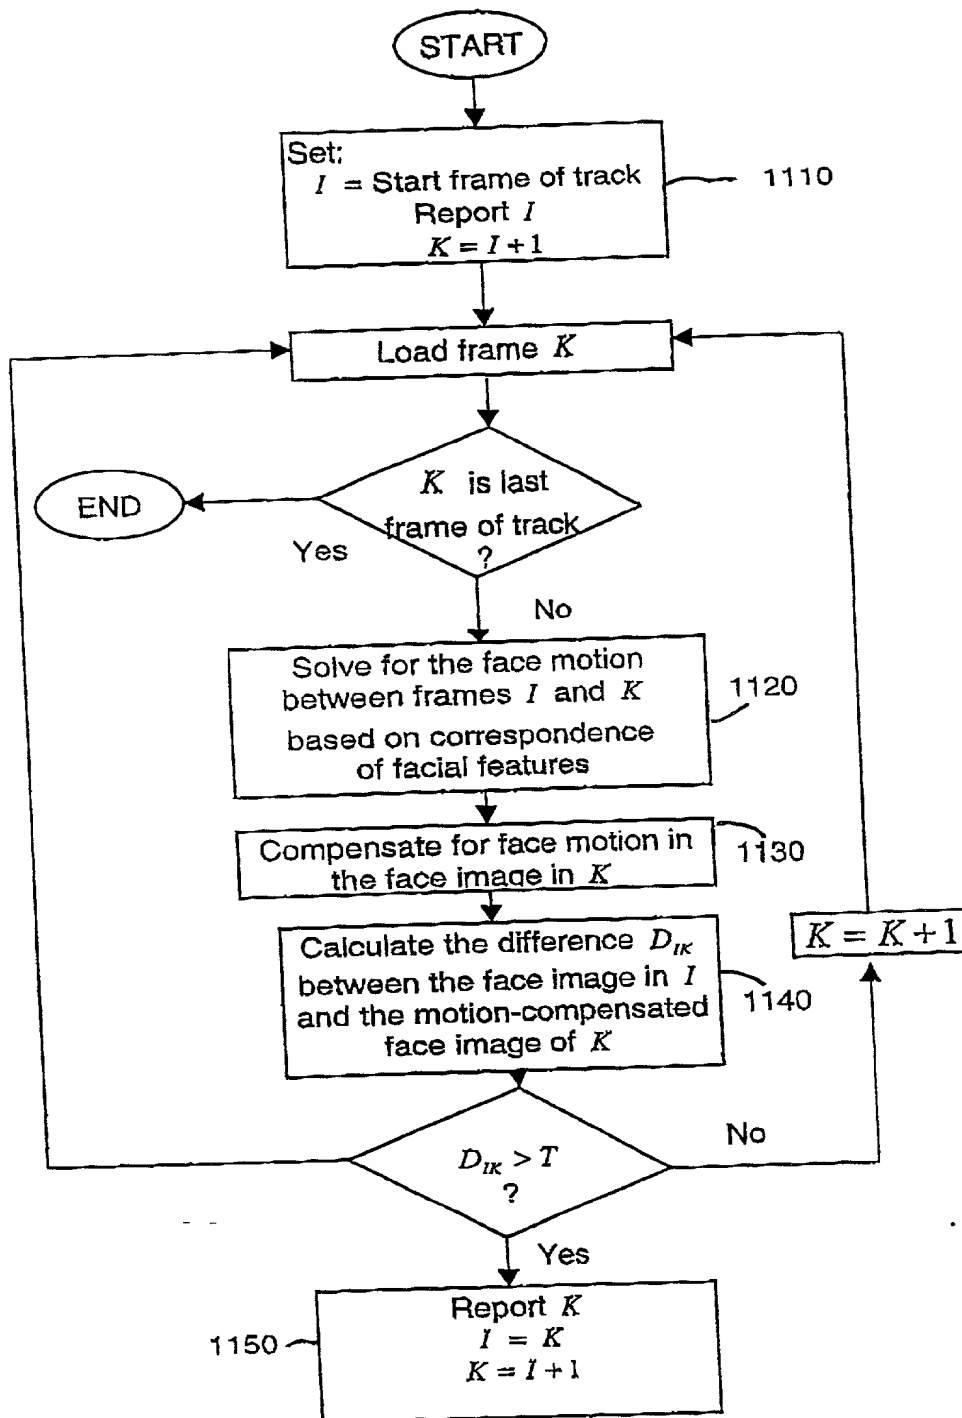 START
Set:
I = Start frame of track
Report I
K = I+1
1110
Load frame K
K is last
frame of track
?
END
Yes
No
Solve for the face motion
between frames I and K
based on correspondence
of facial features
1120
Compensate for face motion in
the face image in K
1130
Calculate the difference D_IK
between the face image in I
and the motion-compensated
face image of K
1140
K = K+1
D_IK > T
?
No
Yes
Report K
I = K
K = I+1
1150